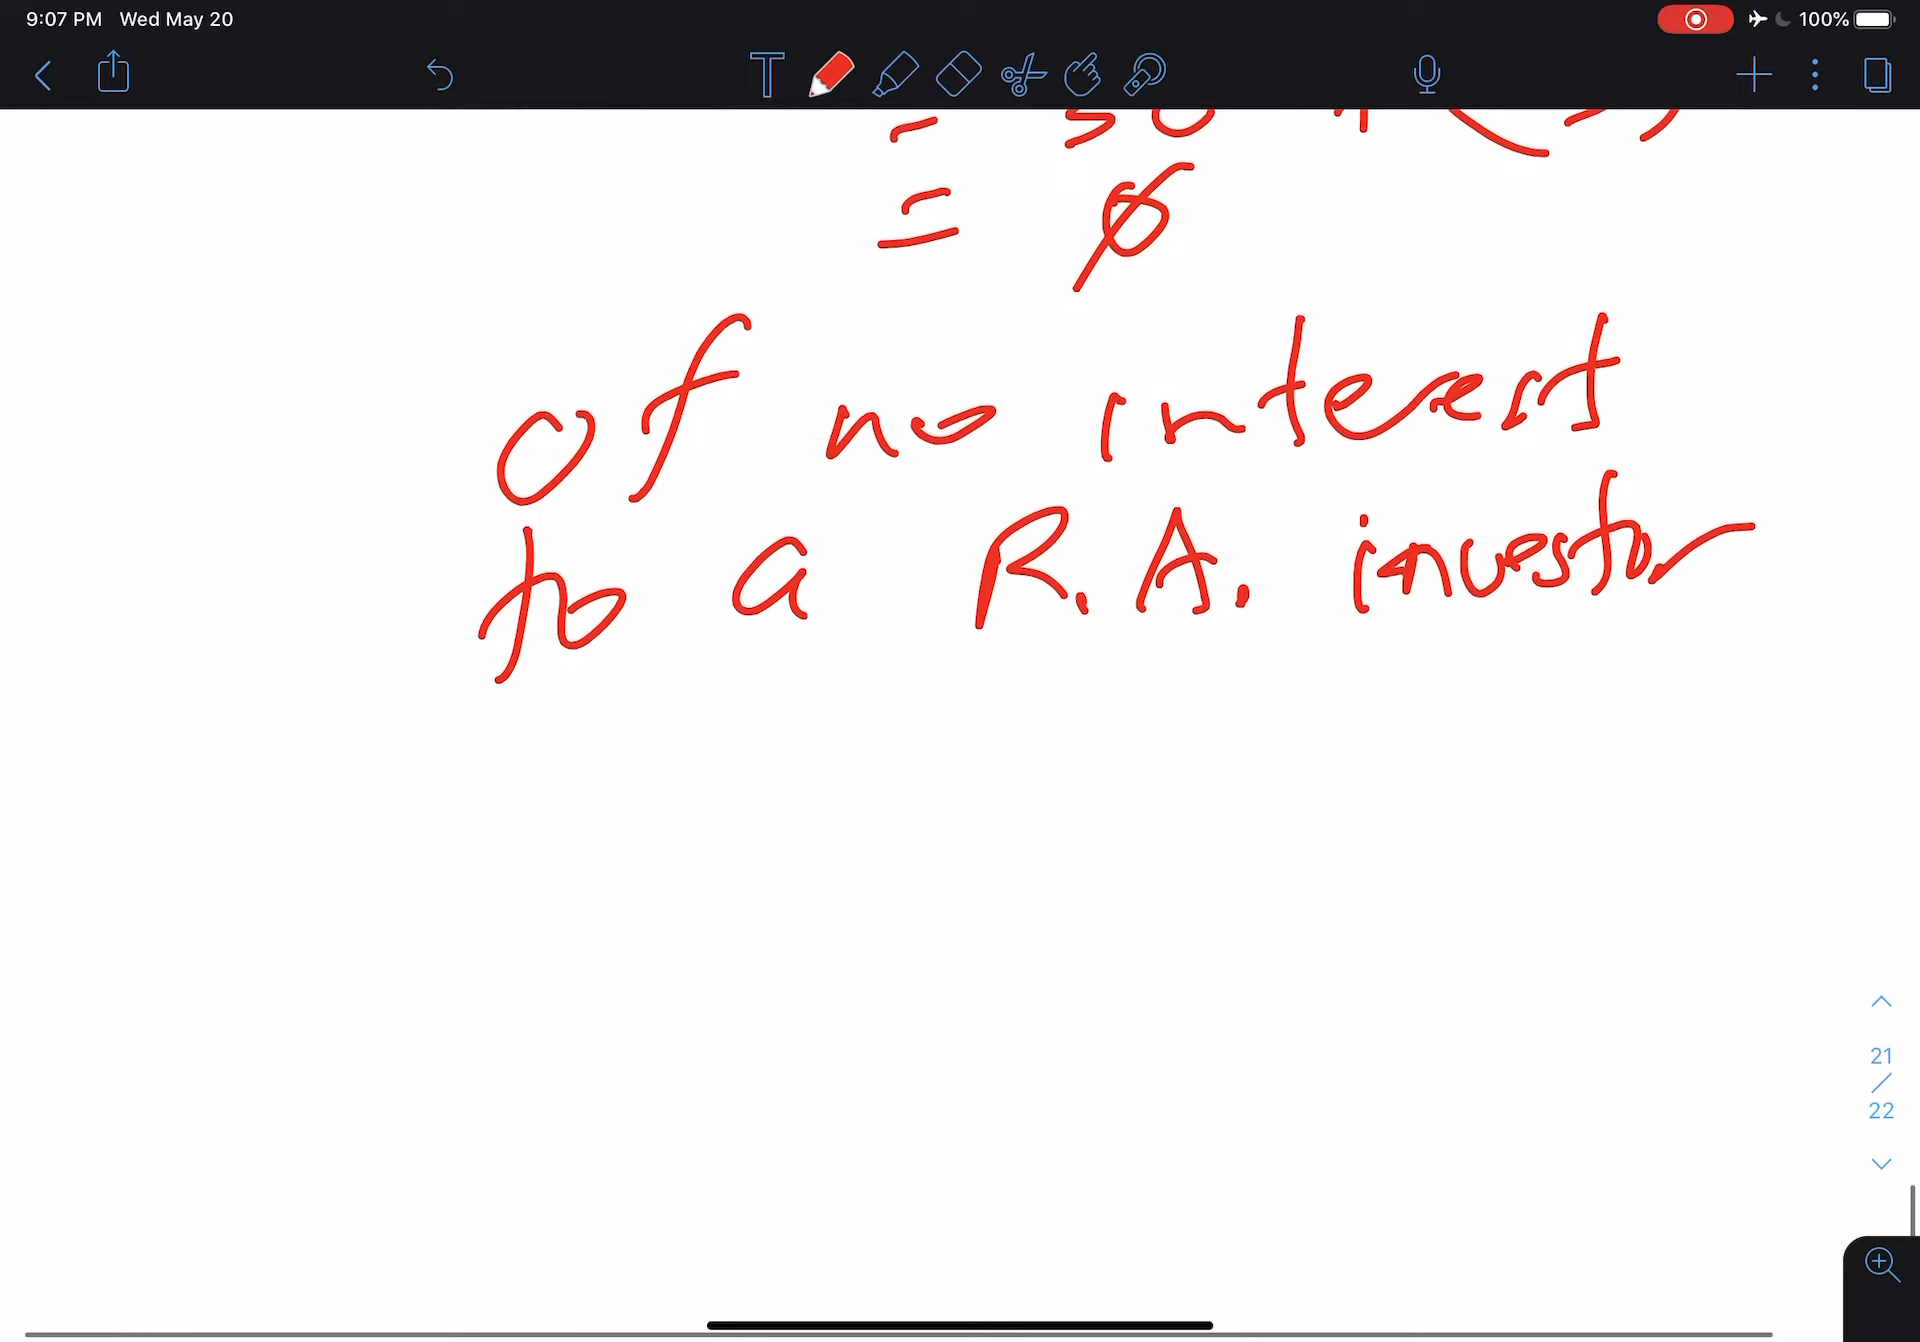 9:07 PM Wed May 20
100%
T
= ϕ
Of no interest
to a R.A. investor
21
/
22